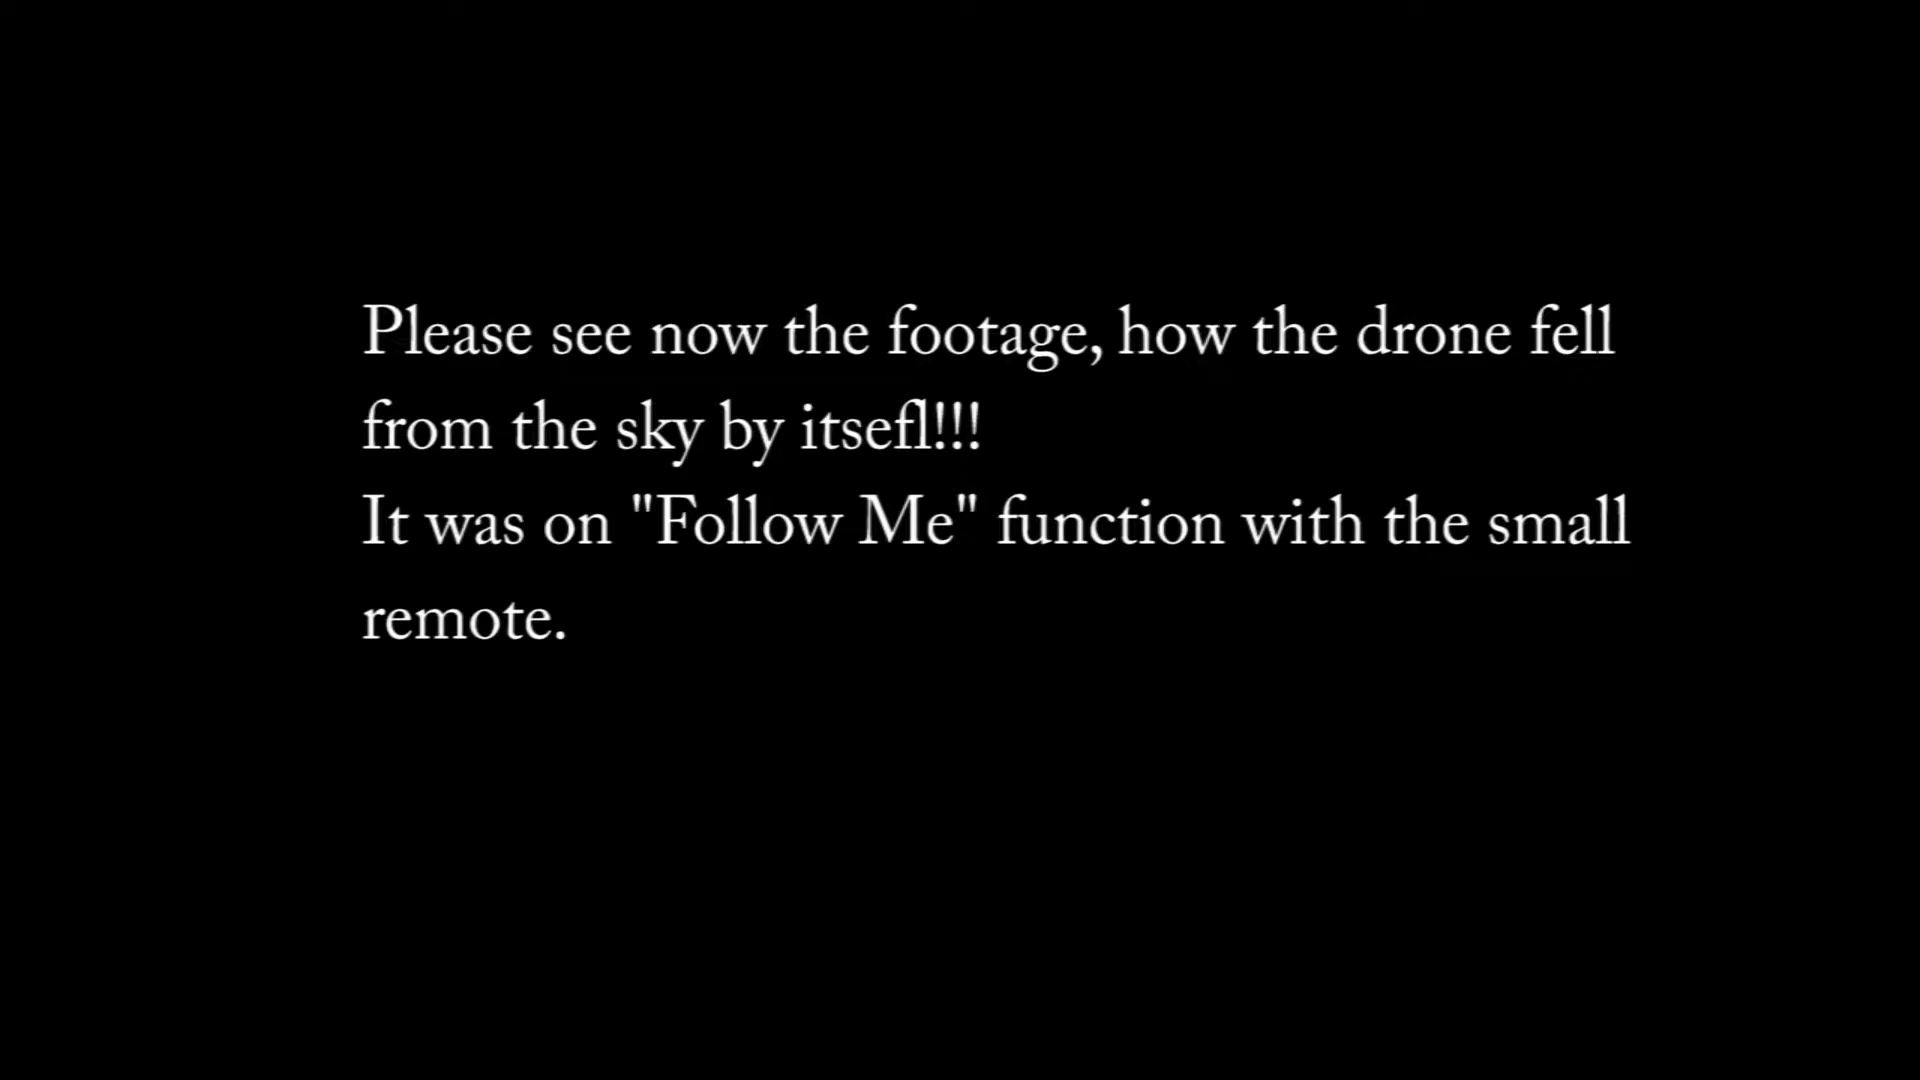 Please see now the footage, how the drone fell
from the sky by itsefl!!!
It was on "Follow Me" function with the small
remote.